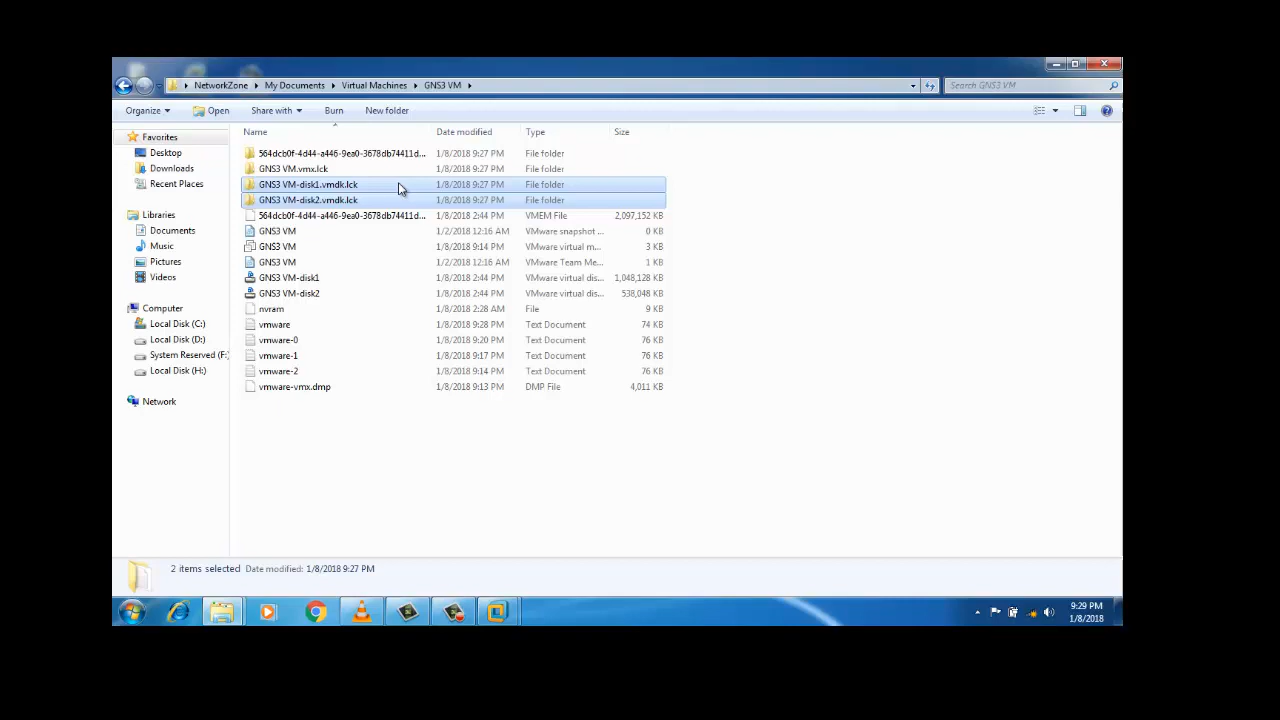 NetworkZone My Documents Virtual Machines GNS3 VM Search GNS3 VM
Organize Open Share with Burn New folder
Name Date modified Type Size
Favorites
Desktop
Downloads
Recent Places
Libraries
Documents
Music
Pictures
Videos
Computer
Local Disk (C:)
Local Disk (D:)
System Reserved (F:
Local Disk (H:)
Network
564dcb0f-4d44-a446-9ea0-3678db74411d... 1/8/2018 9:27 PM File folder
GNS3 VM.vmx.lck 1/8/2018 9:27 PM File folder
GNS3 VM-disk1.vmdk.lck 1/8/2018 9:27 PM File folder
GNS3 VM-disk2.vmdk.lck 1/8/2018 9:27 PM File folder
564dcb0f-4d44-a446-9ea0-3678db74411d... 1/8/2018 2:44 PM VMEM File 2,097,152 KB
GNS3 VM 1/2/2018 12:16 AM VMware snapshot ... 0 KB
GNS3 VM 1/8/2018 9:14 PM VMware virtual m... 3 KB
GNS3 VM 1/2/2018 12:16 AM VMware Team Me... 1 KB
GNS3 VM-disk1 1/8/2018 2:44 PM VMware virtual dis... 1,048,128 KB
GNS3 VM-disk2 1/8/2018 2:44 PM VMware virtual dis... 538,048 KB
nvram 1/8/2018 2:28 AM File 9 KB
vmware 1/8/2018 9:28 PM Text Document 74 KB
vmware-0 1/8/2018 9:20 PM Text Document 76 KB
vmware-1 1/8/2018 9:17 PM Text Document 76 KB
vmware-2 1/8/2018 9:14 PM Text Document 76 KB
vmware-vmx.dmp 1/8/2018 9:13 PM DMP File 4,011 KB
2 items selected Date modified: 1/8/2018 9:27 PM
9:29 PM
1/8/2018